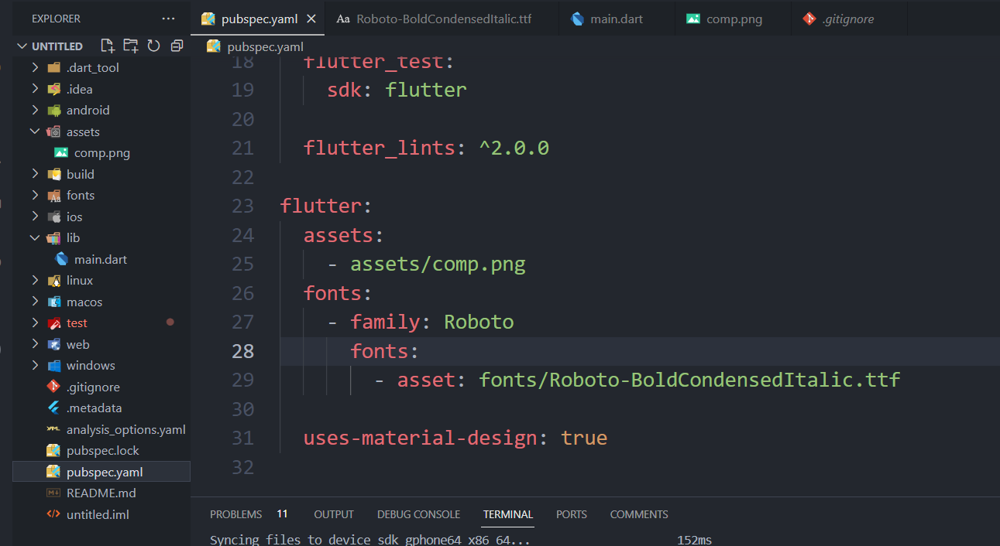 EXPLORER
...
UNTITLED
.dart_tool
.idea
android
assets
comp.png
build
fonts
ios
lib
main.dart
linux
macos
test
web
windows
.gitignore
.metadata
analysis_options.yaml
pubspec.lock
pubspec.yaml
README.md
untitled.iml
pubspec.yaml
Aa Roboto-BoldCondensedItalic.ttf
main.dart
comp.png
.gitignore
pubspec.yaml
18 flutter_test:
19 sdk: flutter
20
21 flutter_lints: ^2.0.0
22
23 flutter:
24 assets:
25 - assets/comp.png
26 fonts:
27 - family: Roboto
28 fonts:
29 - asset: fonts/Roboto-BoldCondensedItalic.ttf
30
31 uses-material-design: true
32
PROBLEMS 11 OUTPUT DEBUG CONSOLE TERMINAL PORTS COMMENTS
Syncing files to device sdk gphone64 x86 64... 152ms